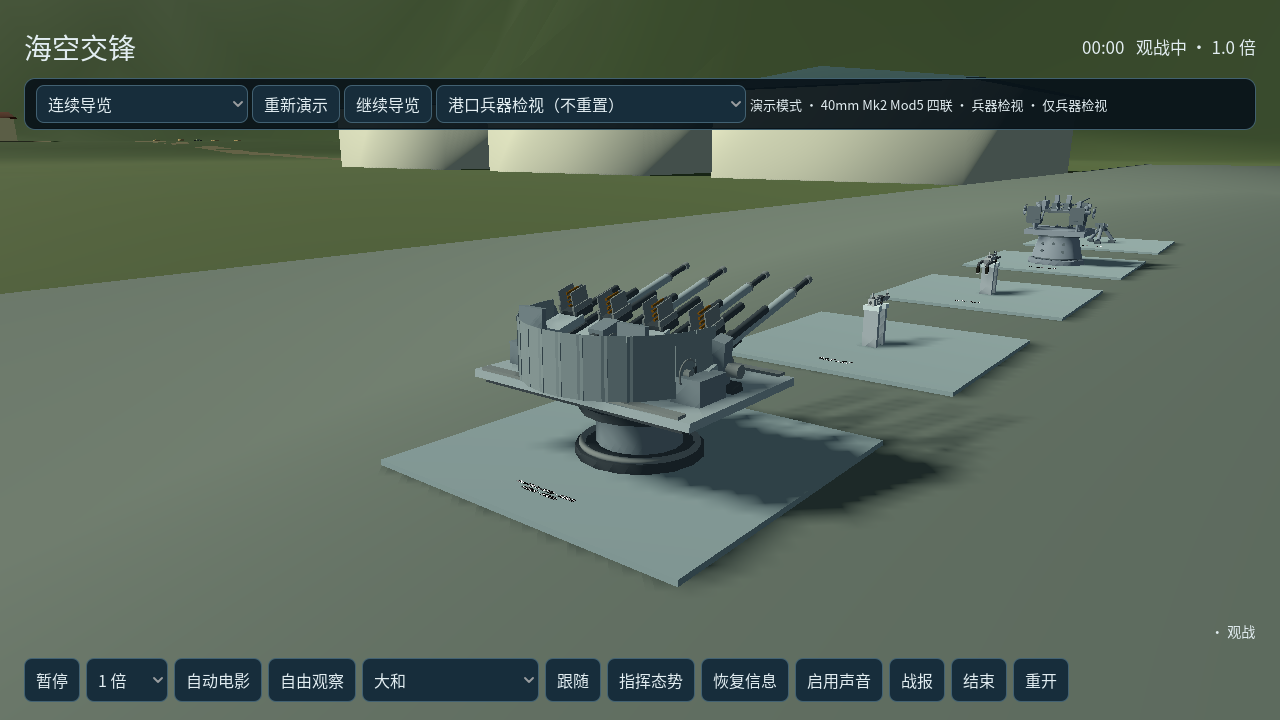 海空交锋
00:00 观战中 · 1.0 倍
连续导览 重新演示 继续导览 港口兵器检视（不重置） 演示模式 · 40mm Mk2 Mod5 四联 · 兵器检视 · 仅兵器检视
· 观战
暂停 1 倍 自动电影 自由观察 大和 跟随 指挥态势 恢复信息 启用声音 战报 结束 重开